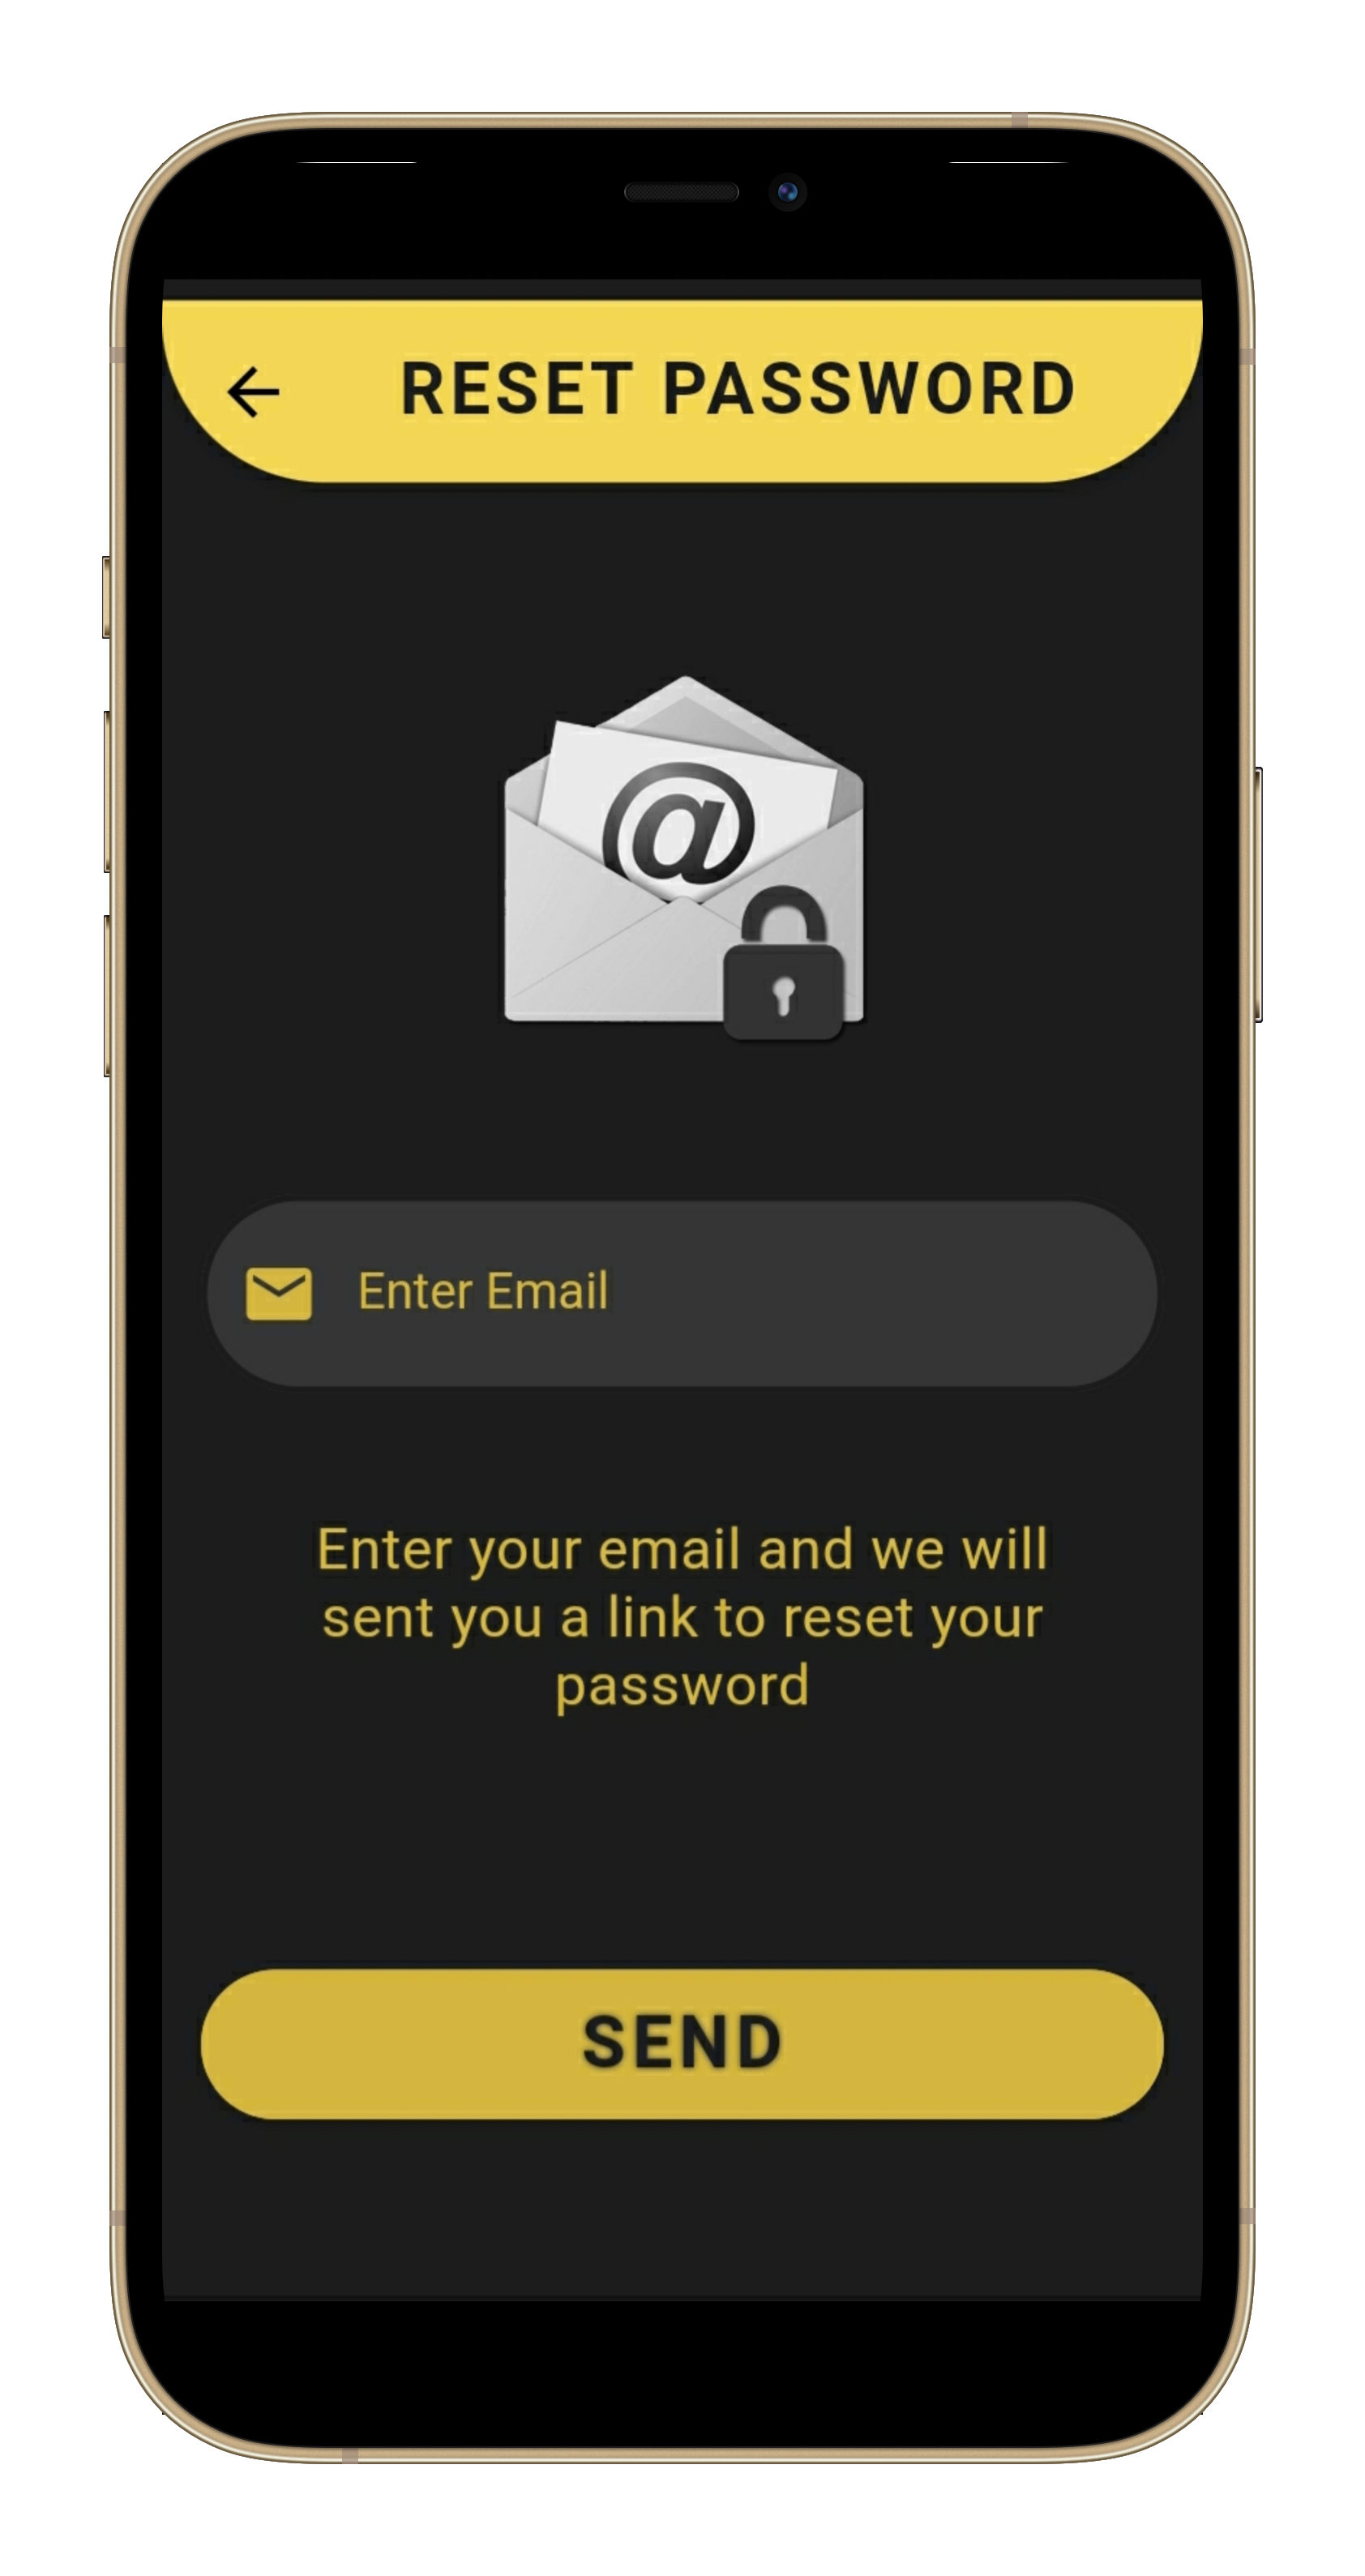 RESET PASSWORD
@
Enter Email
Enter your email and we will
sent you a link to reset your
password
SEND